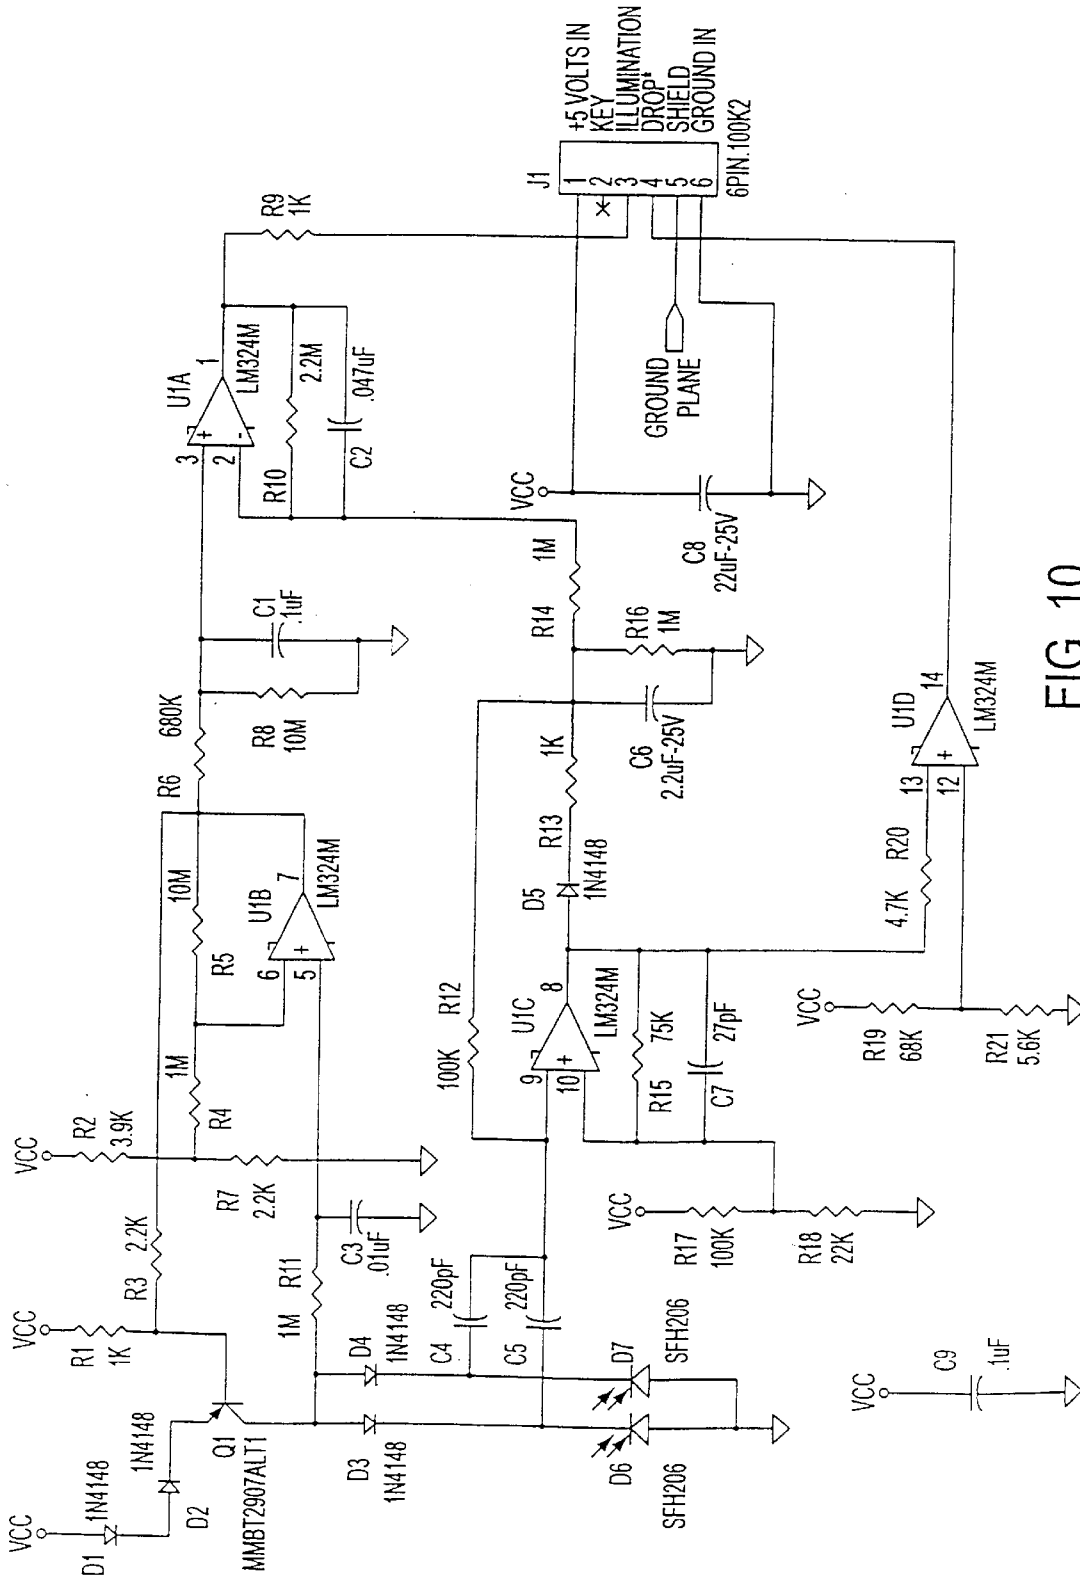 VCC
D1
1N4148
1N4148
D2
Q1
MMBT2907ALT1
VCC
R1
1K
R3
2.2K
VCC
R2
3.9K
R4
1M
R7
2.2K
R5
10M
6
5
U1B
+
7
LM324M
R6
680K
R8
10M
C1
.1uF
3
2
+
-
U1A
1
LM324M
R10
2.2M
C2
.047uF
R9
1K
J1
1
2
3
4
5
6
+5 VOLTS IN
KEY
ILLUMINATION
DROP*
SHIELD
GROUND IN
6PIN.100K2
1M
R11
C3
.01uF
D3
1N4148
D4
1N4148
C4
220pF
C5
220pF
D6
SFH206
D7
SFH206
R12
100K
9
10
+
U1C
8
LM324M
D5
1N4148
R13
1K
R14
1M
R16
1M
C6
2.2uF-25V
R15
75K
C7
27pF
VCC
R17
100K
R18
22K
VCC
C8
22uF-25V
GROUND
PLANE
VCC
R19
68K
R21
5.6K
4.7K
R20
13
12
+
U1D
14
LM324M
VCC
C9
.1uF
FIG. 10